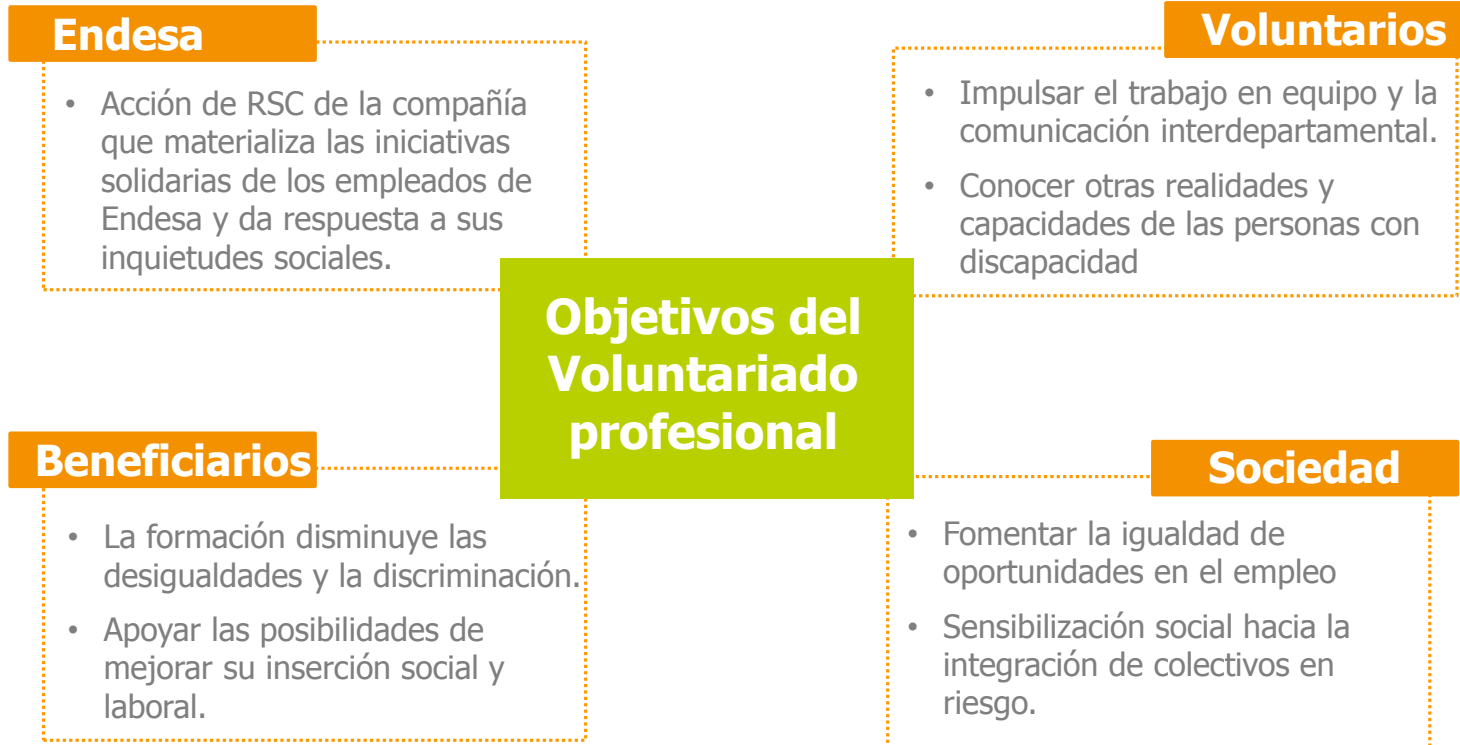 Endesa
• Acción de RSC de la compañía
que materializa las iniciativas
solidarias de los empleados de
Endesa y da respuesta a sus
inquietudes sociales.
Voluntarios
• Impulsar el trabajo en equipo y la
comunicación interdepartamental.
• Conocer otras realidades y
capacidades de las personas con
discapacidad
Objetivos del
Voluntariado
profesional
Beneficiarios
• La formación disminuye las
desigualdades y la discriminación.
• Apoyar las posibilidades de
mejorar su inserción social y
laboral.
Sociedad
• Fomentar la igualdad de
oportunidades en el empleo
• Sensibilización social hacia la
integración de colectivos en
riesgo.